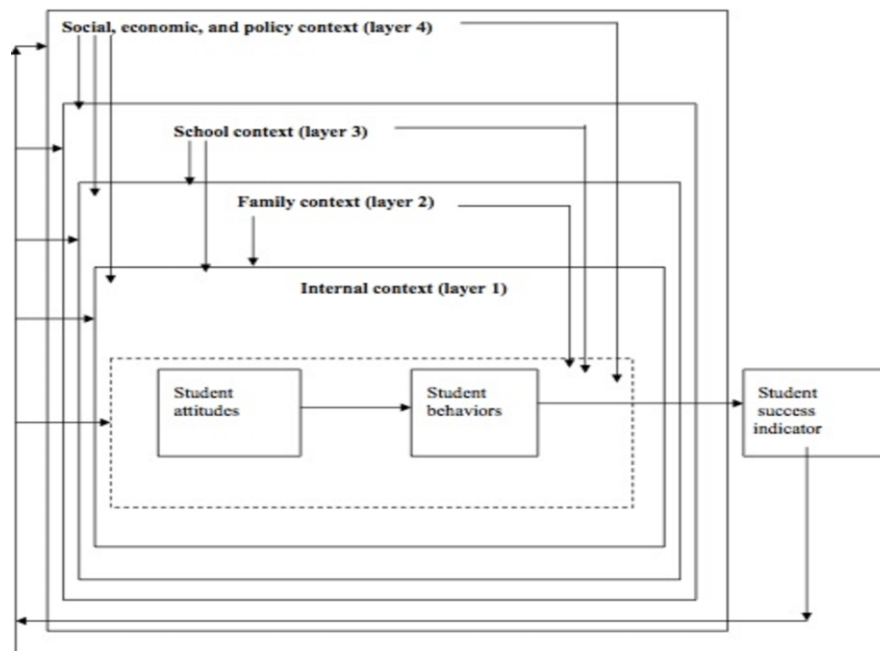 Social, economic, and policy context (layer 4)
School context (layer 3)
Family context (layer 2)
Internal context (layer 1)
Student
attitudes
Student
behaviors
Student
success
indicator